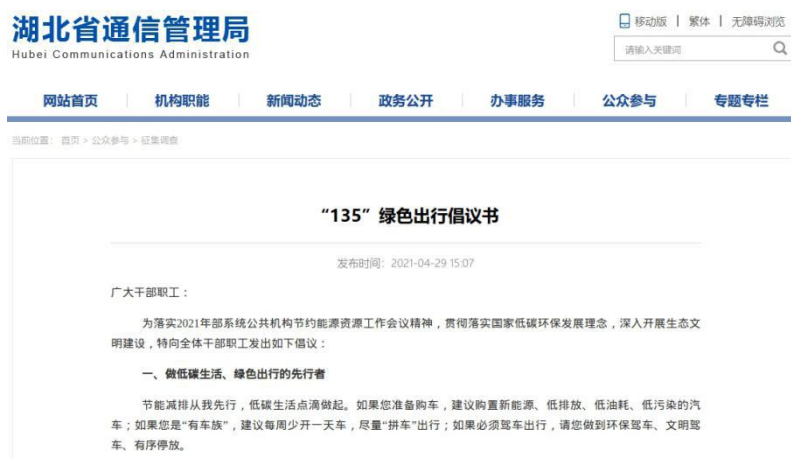 湖北省通信管理局
Hubei Communications Administration
移动版 | 繁体 | 无障碍浏览
请输入关键词
网站首页 机构职能 新闻动态 政务公开 办事服务 公众参与 专题专栏
当前位置： 首页 > 公众参与 > 征集调查
“135”绿色出行倡议书
发布时间：2021-04-29 15:07
广大干部职工：
为落实2021年部系统公共机构节约能源资源工作会议精神，贯彻落实国家低碳环保发展理念，深入开展生态文
明建设，特向全体干部职工发出如下倡议：
一、做低碳生活、绿色出行的先行者
节能减排从我先行，低碳生活点滴做起。如果您准备购车，建议购置新能源、低排放、低油耗、低污染的汽
车；如果您是“有车族”，建议每周少开一天车，尽量“拼车”出行；如果必须驾车出行，请您做到环保驾车、文明驾
车、有序停放。